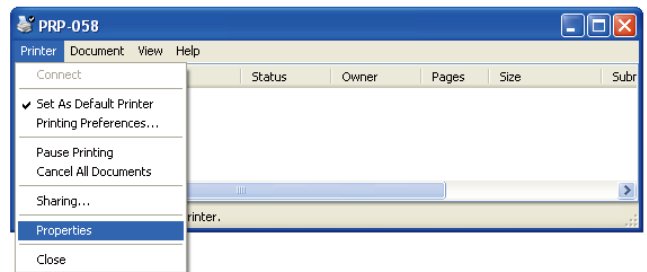 PRP-058
Printer Document View Help
Connect
Status Owner Pages Size Subr
Set As Default Printer
Printing Preferences...
Pause Printing
Cancel All Documents
Sharing...
rinter.
Properties
Close